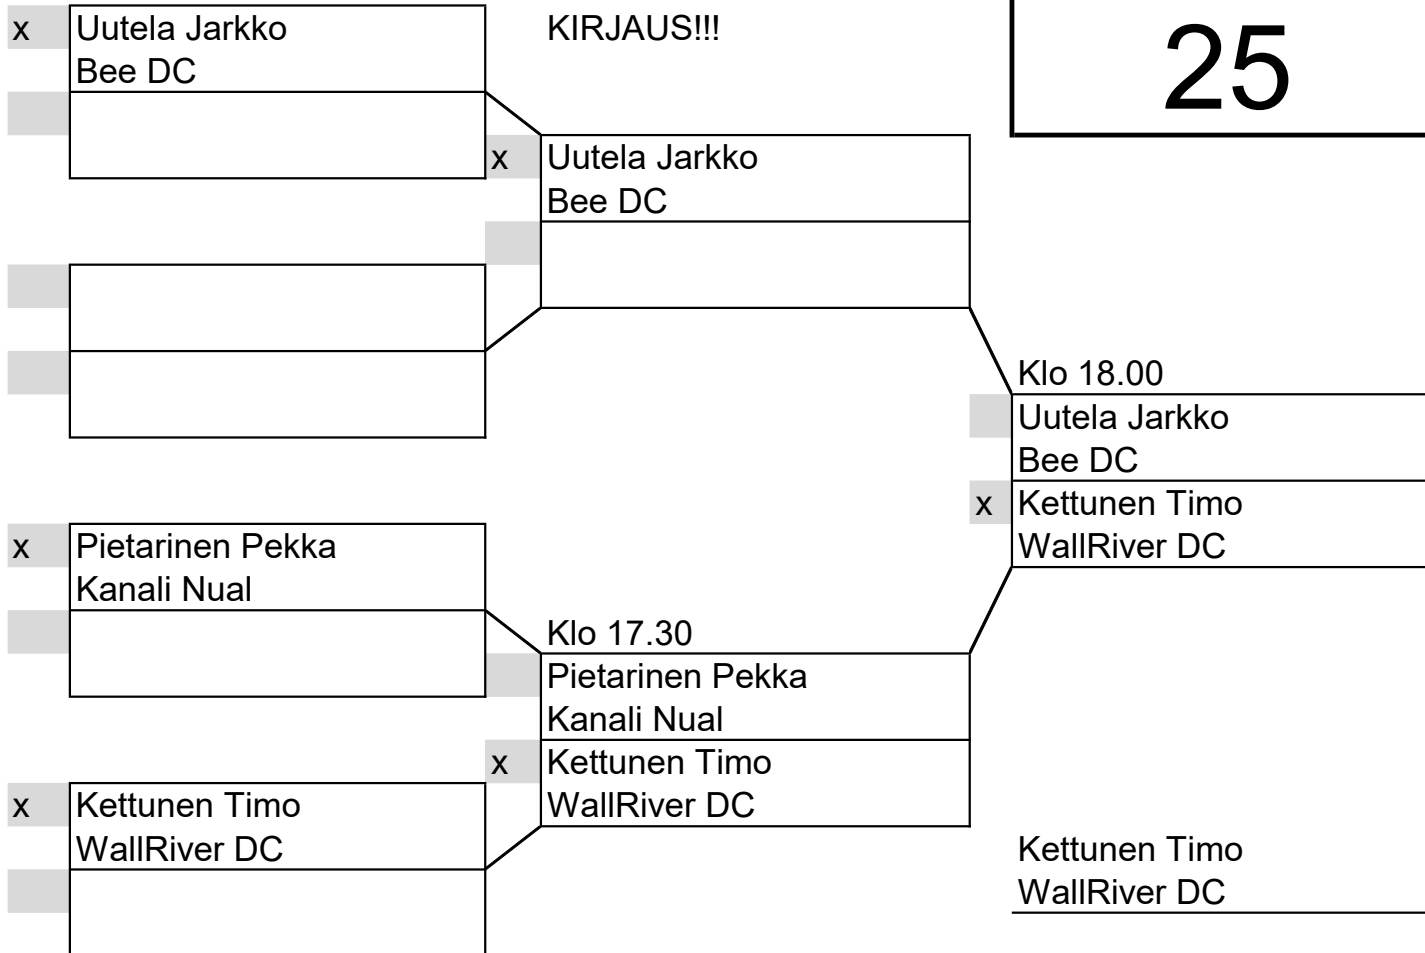 x Uutela Jarkko
Bee DC
KIRJAUS!!!
25
x Uutela Jarkko
Bee DC
Klo 18.00
Uutela Jarkko
Bee DC
x Kettunen Timo
WallRiver DC
x Pietarinen Pekka
Kanali Nual
Klo 17.30
Pietarinen Pekka
Kanali Nual
x Kettunen Timo
WallRiver DC
x Kettunen Timo
WallRiver DC
Kettunen Timo
WallRiver DC